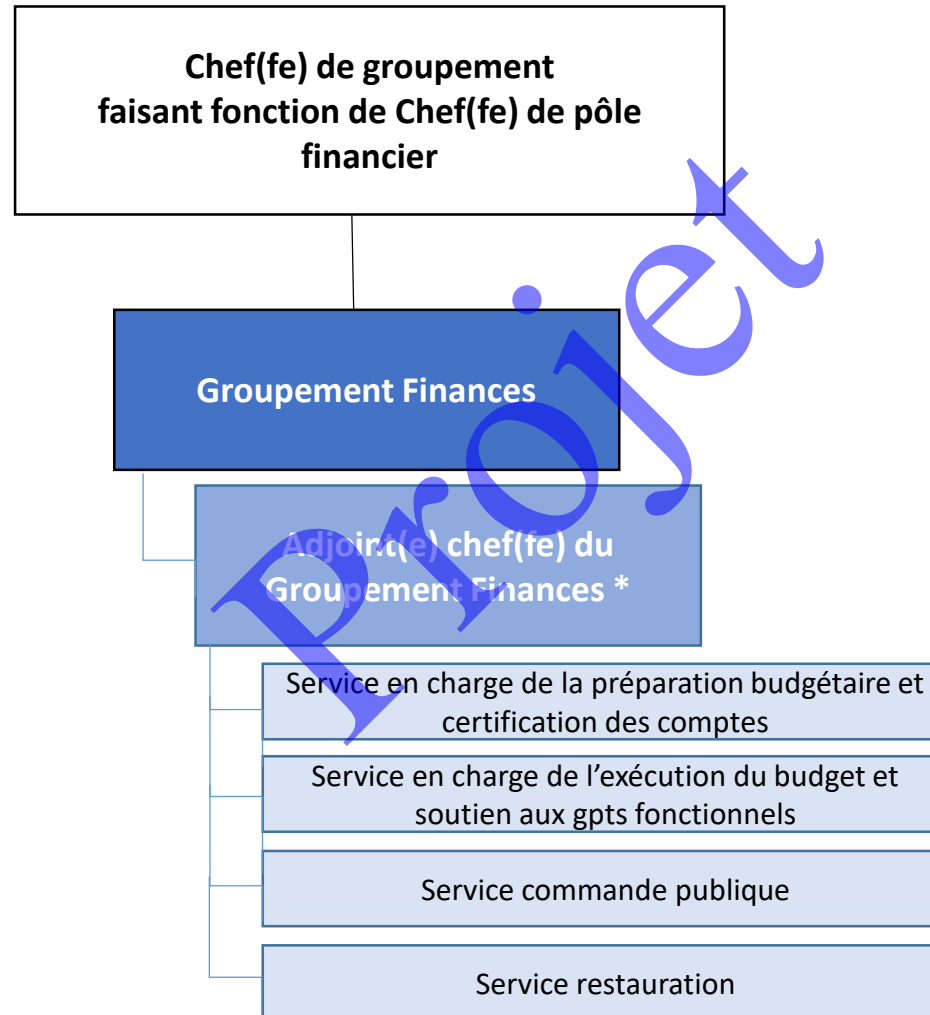 Chef(fe) de groupement
faisant fonction de Chef(fe) de pôle
financier
Groupement Finances
Adjoint(e) chef(fe) du
Groupement Finances *
Service en charge de la préparation budgétaire et
certification des comptes
Service en charge de l’exécution du budget et
soutien aux gpts fonctionnels
Service commande publique
Service restauration
Projet